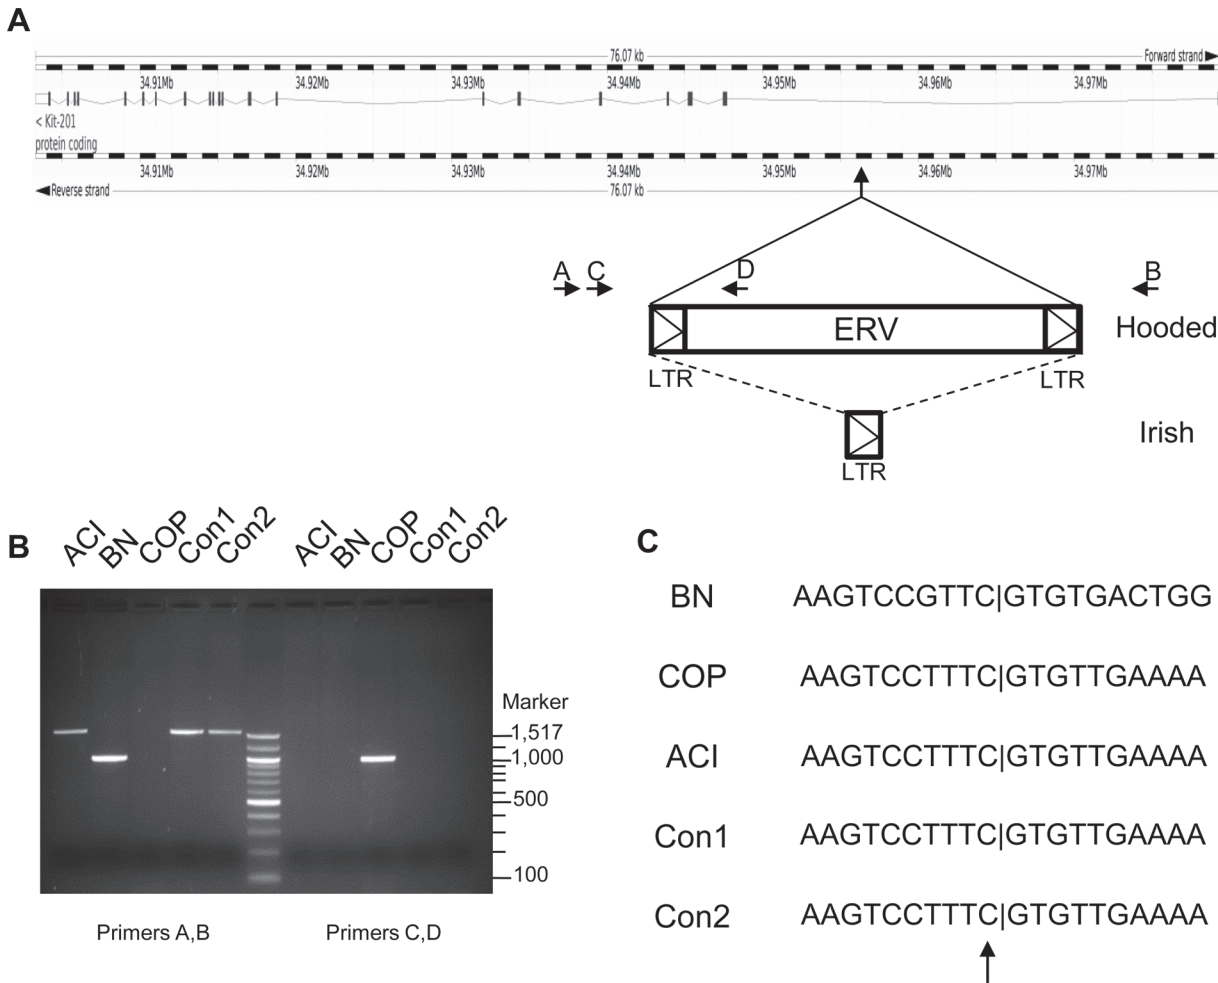 A
76.07 kb Forward strand
34.91Mb 34.92Mb 34.93Mb 34.94Mb 34.95Mb 34.96Mb 34.97Mb
< Kit-201
protein coding
34.91Mb 34.92Mb 34.93Mb 34.94Mb 34.95Mb 34.96Mb 34.97Mb
Reverse strand 76.07 kb
A C D B
ERV Hooded
LTR LTR
Irish
LTR
B
ACI BN COP Con1 Con2 ACI BN COP Con1 Con2
Marker
1,517
1,000
500
100
Primers A,B Primers C,D
C
BN AAGTCCGTTC|GTGTGACTGG
COP AAGTCCTTTC|GTGTTGAAAA
ACI AAGTCCTTTC|GTGTTGAAAA
Con1 AAGTCCTTTC|GTGTTGAAAA
Con2 AAGTCCTTTC|GTGTTGAAAA